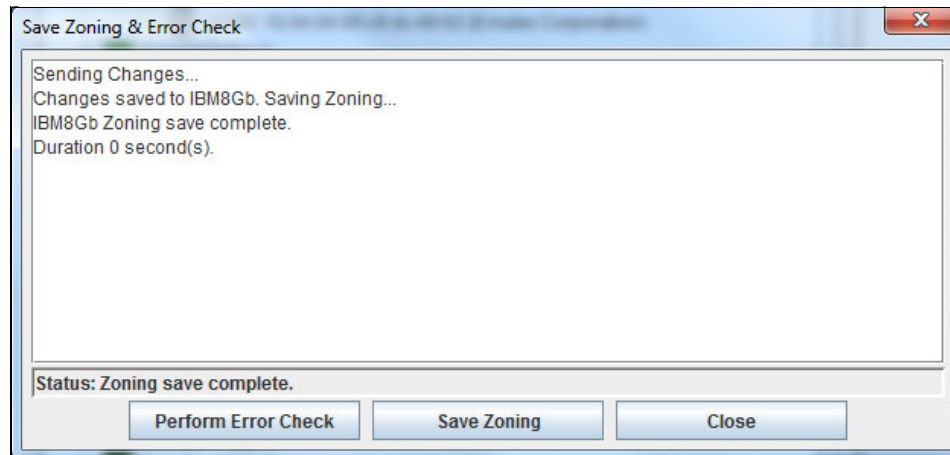 Save Zoning & Error Check
Sending Changes...
Changes saved to IBM8Gb. Saving Zoning...
IBM8Gb Zoning save complete.
Duration 0 second(s).
Status: Zoning save complete.
Perform Error Check Save Zoning Close